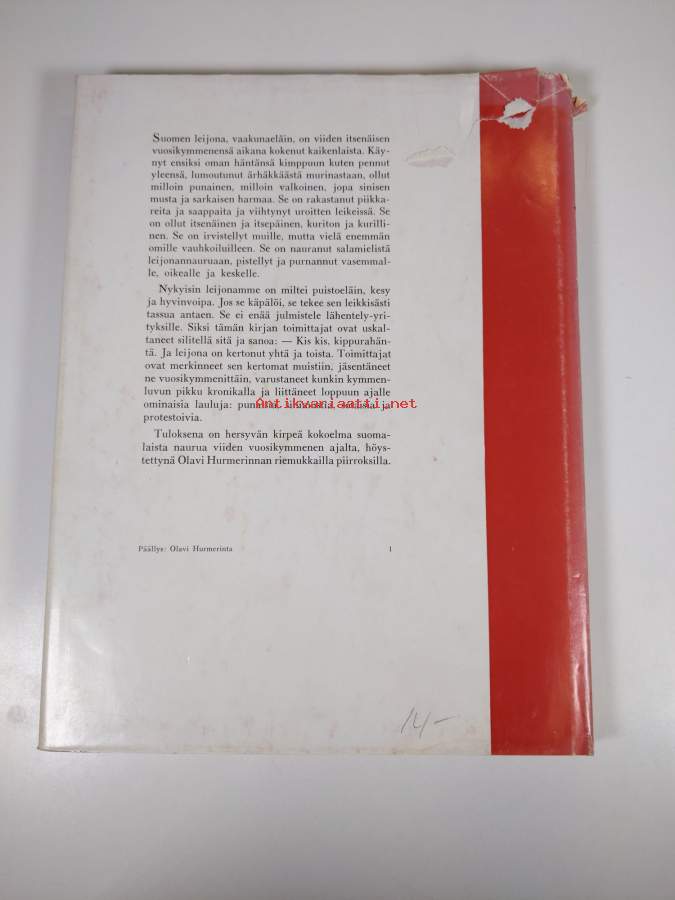 Suomen leijona, vaakunaeläin, on viiden itsenäisen
vuosikymmenensä aikana kokenut kaikenlaista. Käy-
nyt ensiksi oman häntänsä kimppuun kuten pennut
yleensä, lumoutunut ärhäkkäästä murinastaan, ollut
milloin punainen, milloin valkoinen, jopa sinisen
musta ja sarkaisen harmaa. Se on rakastanut piikka-
reita ja saappaita ja viihtynyt uroitten leikeissä. Se
on ollut itsenäinen ja itsepäinen, kuriton ja kurilli-
nen. Se on irvistellyt muille, mutta vielä enemmän
omille vauhkoiluilleen. Se on nauranut salamielistä
leijonannauruaan, pistellyt ja purnannut vasemmal-
le, oikealle ja keskelle.
Nykyisin leijonamme on miltei puistoeläin, kesy
ja hyvinvoipa. Jos se käpälöi, se tekee sen leikkisästi
tassua antaen. Se ei enää julmistele lähentely-yri-
tyksille. Siksi tämän kirjan toimittajat ovat uskal-
taneet silitellä sitä ja sanoa: — Kis kis, kippurahän-
tä. Ja leijona on kertonut yhtä ja toista. Toimittajat
ovat merkinneet sen kertomat muistiin, jäsentäneet
ne vuosikymmenittäin, varustaneet kunkin kymmen-
luvun pikku kronikalla ja liittäneet loppuun ajalle
ominaisia lauluja: ja
Antikvariaatti.net
protestoivia.
Tuloksena on hersyvän kirpeä kokoelma suoma-
laista naurua viiden vuosikymmenen ajalta, höys-
tettynä Olavi Hurmerinnan riemukkailla piirroksilla.
Päällys: Olavi Hurmerinta 1
14-